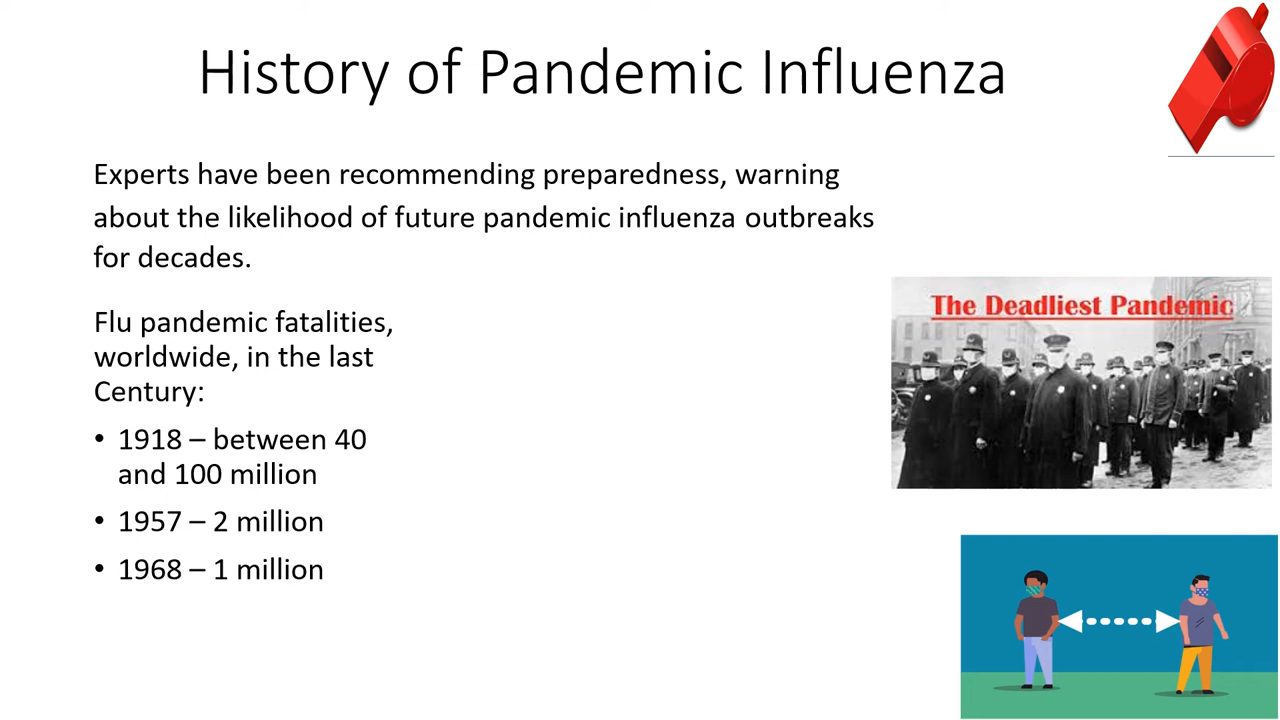 History of Pandemic Influenza
Experts have been recommending preparedness, warning
about the likelihood of future pandemic influenza outbreaks
for decades.
Flu pandemic fatalities,
worldwide, in the last
Century:
• 1918 – between 40
and 100 million
• 1957 – 2 million
• 1968 – 1 million
The Deadliest Pandemic